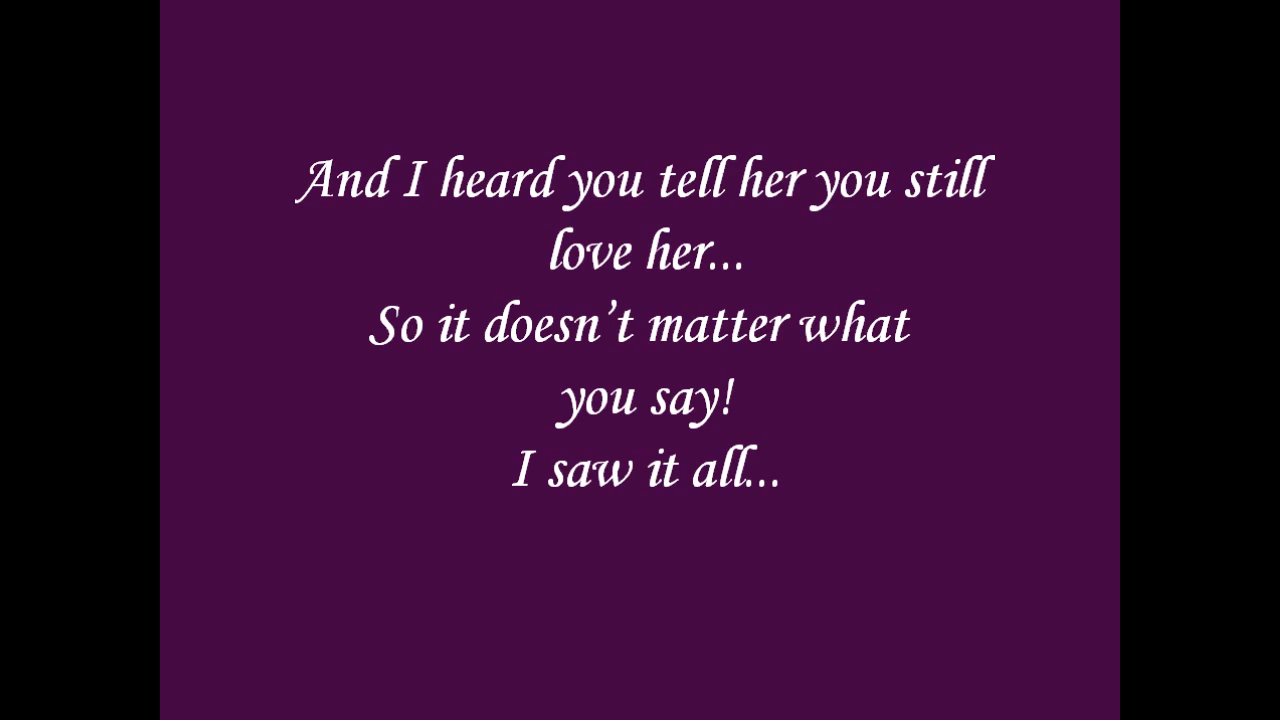 And I heard you tell her you still
love her...
So it doesn’t matter what
you say!
I saw it all...